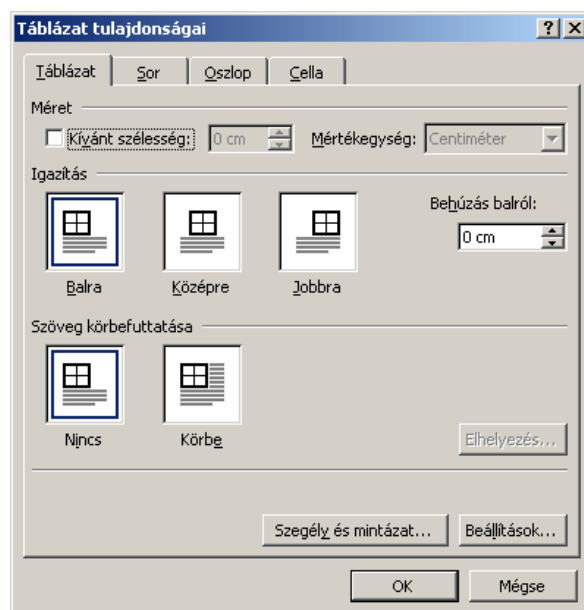 Táblázat tulajdonságai
Táblázat Sor Oszlop Cella
Méret
Kívánt szélesség: 0 cm Mértékegység: Centiméter
Igazítás
Behúzás balról:
0 cm
Balra Középre Jobbra
Szöveg körbefuttatása
Nincs Körbe Elhelyezés...
Szegély és mintázat... Beállítások...
OK Mégse